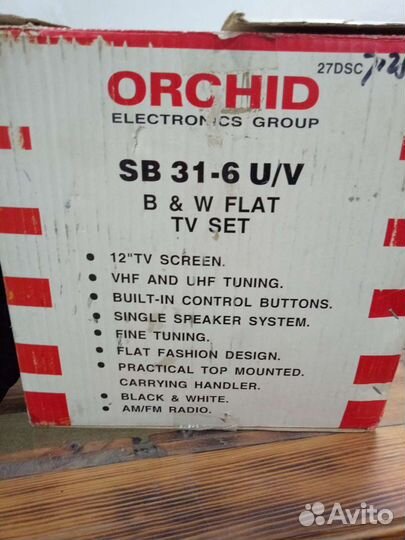 27DSC
ORCHID
ELECTRONICS GROUP
SB 31-6 U/V
B & W FLAT
TV SET
• 12"TV SCREEN.
• VHF AND UHF TUNING.
• BUILT-IN CONTROL BUTTONS.
• SINGLE SPEAKER SYSTEM.
• FINE TUNING.
• FLAT FASHION DESIGN.
• PRACTICAL TOP MOUNTED.
CARRYING HANDLER.
• BLACK & WHITE.
• AM/FM RADIO.
Avito